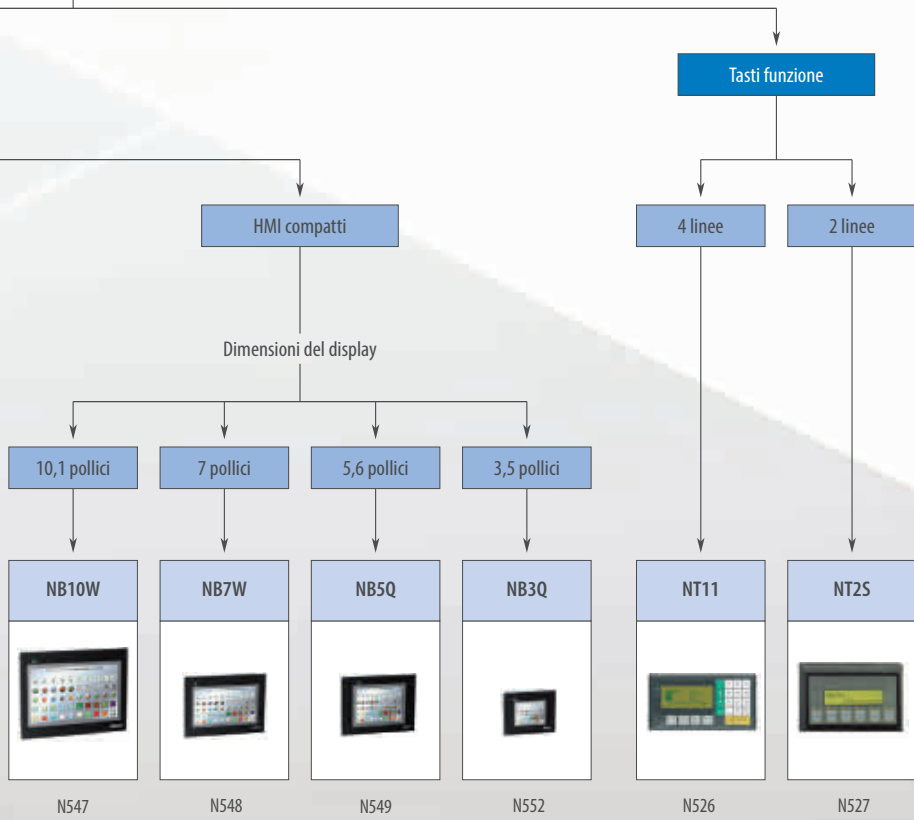 Tasti funzione
HMI compatti
4 linee
2 linee
Dimensioni del display
10,1 pollici
7 pollici
5,6 pollici
3,5 pollici
NB10W
NB7W
NB5Q
NB3Q
NT11
NT2S
N547
N548
N549
N552
N526
N527